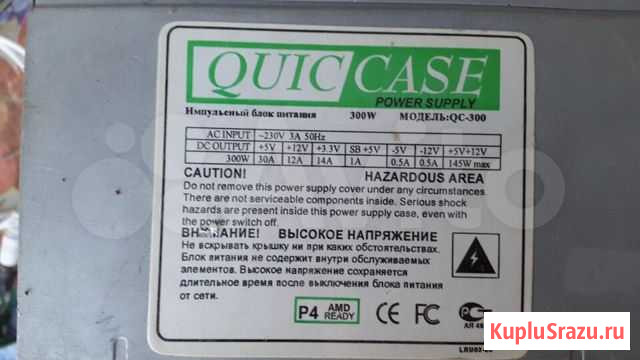 QUIC CASE
POWER SUPPLY
Импульсный блок питания 300W МОДЕЛЬ:QC-300
AC INPUT ~230V 3A 50Hz
DC OUTPUT +5V +12V +3.3V SB +5V -5V -12V +5V+12V
300W 30A 12A 14A 1A 0.5A 0.5A 145W max
CAUTION! HAZARDOUS AREA
Do not remove this power supply cover under any circumstances.
There are not serviceable components inside. Serious shock
hazards are present inside this power supply case, even with
the power switch off.
ВНИМАНИЕ! ВЫСОКОЕ НАПРЯЖЕНИЕ
Не вскрывать крышку ни при каких обстоятельствах.
Блок питания не содержит внутри обслуживаемых
элементов. Высокое напряжение сохраняется
длительное время после выключения блока питания
от сети.
P4 AMD
READY
CE FC
KupluSrazu.ru